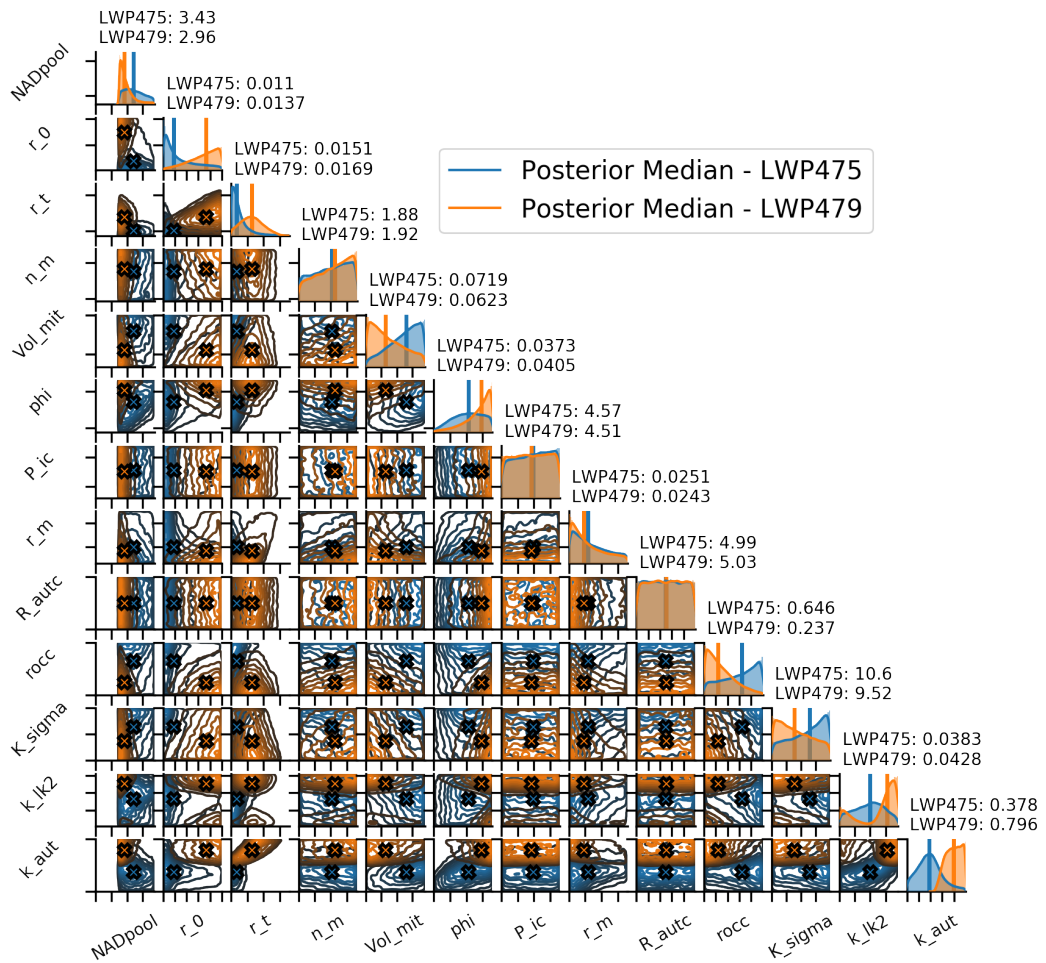 LWP475: 3.43
LWP479: 2.96
NADpool
LWP475: 0.011
LWP479: 0.0137
r_0
LWP475: 0.0151
LWP479: 0.0169
Posterior Median - LWP475
Posterior Median - LWP479
r_t
LWP475: 1.88
LWP479: 1.92
n_m
LWP475: 0.0719
LWP479: 0.0623
Vol_mit
LWP475: 0.0373
LWP479: 0.0405
phi
LWP475: 4.57
LWP479: 4.51
P_ic
LWP475: 0.0251
LWP479: 0.0243
r_m
LWP475: 4.99
LWP479: 5.03
R_autc
LWP475: 0.646
LWP479: 0.237
rocc
LWP475: 10.6
LWP479: 9.52
K_sigma
LWP475: 0.0383
LWP479: 0.0428
k_lk2
LWP475: 0.378
LWP479: 0.796
k_aut
NADpool r_0 r_t n_m Vol_mit phi P_ic r_m R_autc rocc K_sigma k_lk2 k_aut